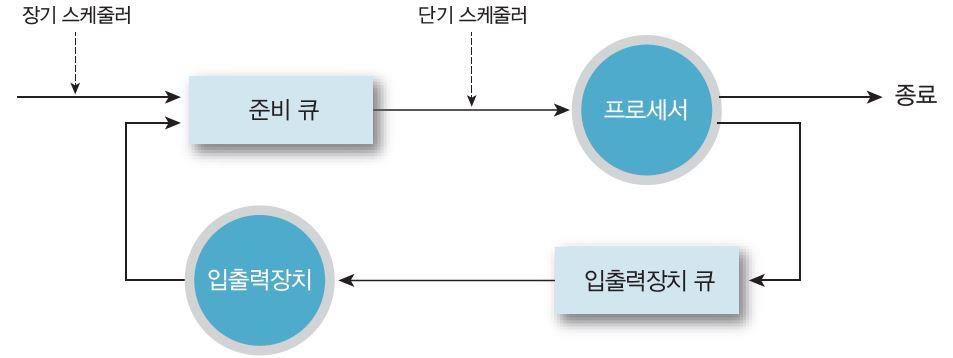 장기 스케줄러
단기 스케줄러
준비 큐
프로세서
종료
입출력장치
입출력장치 큐